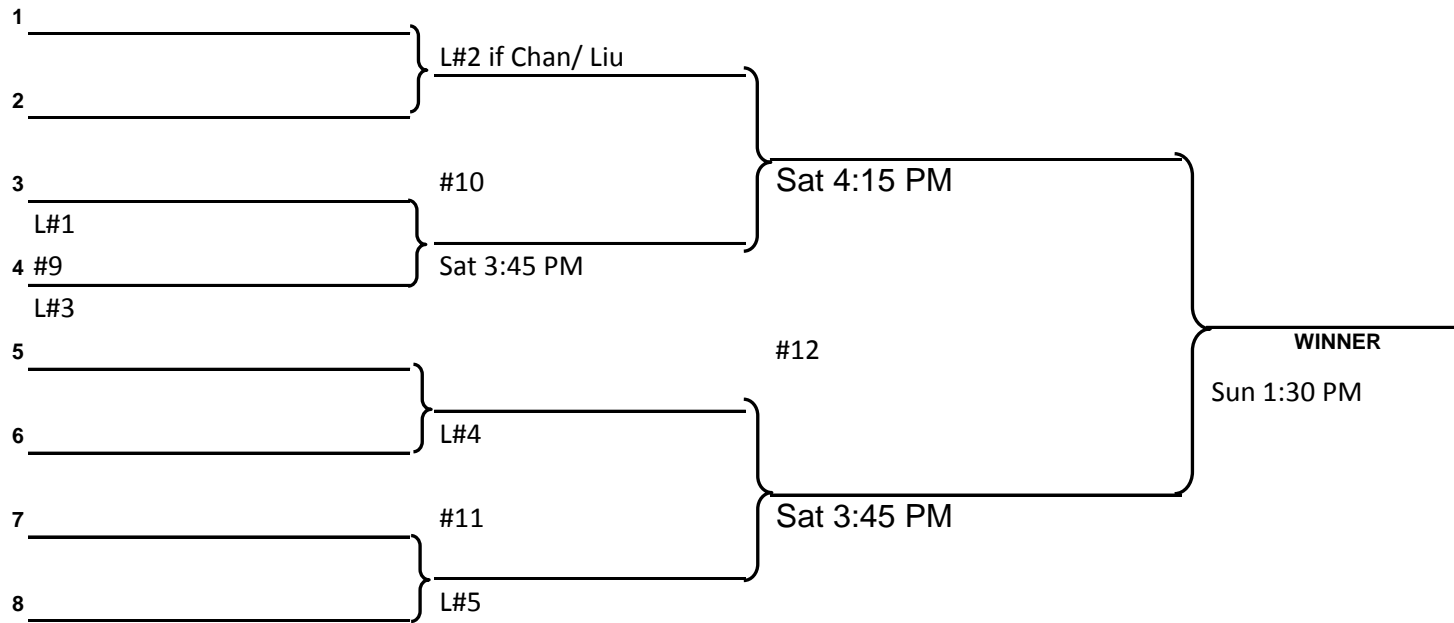 1
L#2 if Chan/ Liu
2
3 #10 Sat 4:15 PM
L#1
4 #9 Sat 3:45 PM
L#3
5 #12 WINNER
Sun 1:30 PM
6 L#4
7 #11 Sat 3:45 PM
8 L#5